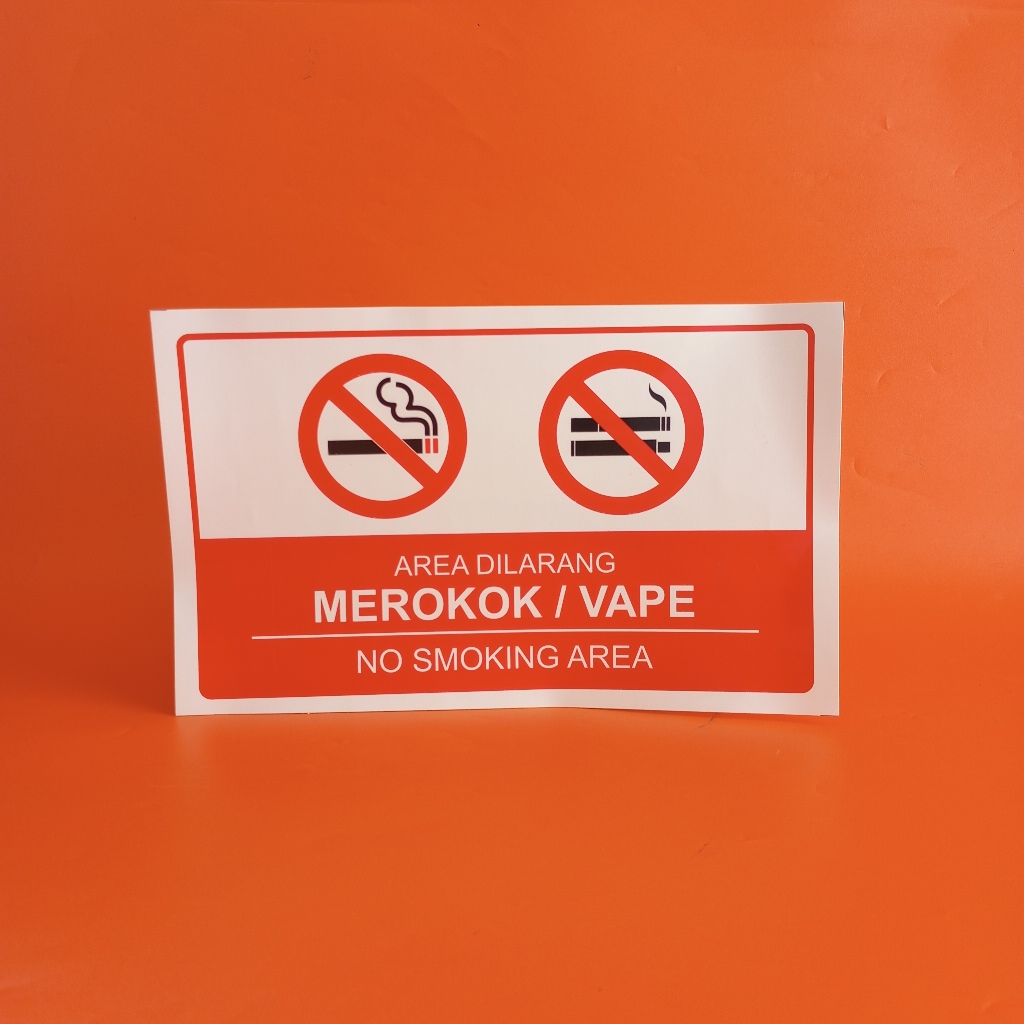 AREA DILARANG
MEROKOK / VAPE
NO SMOKING AREA